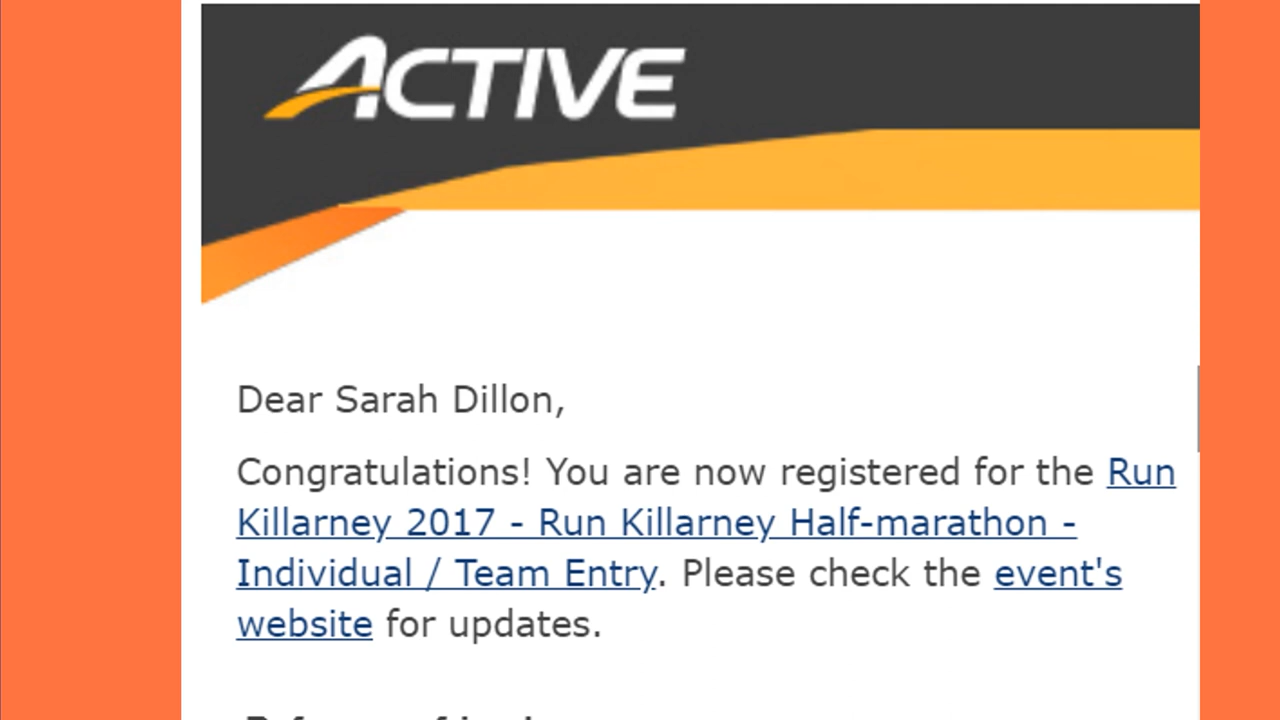 ACTIVE
Dear Sarah Dillon,
Congratulations! You are now registered for the Run
Killarney 2017 - Run Killarney Half-marathon -
Individual / Team Entry. Please check the event's
website for updates.